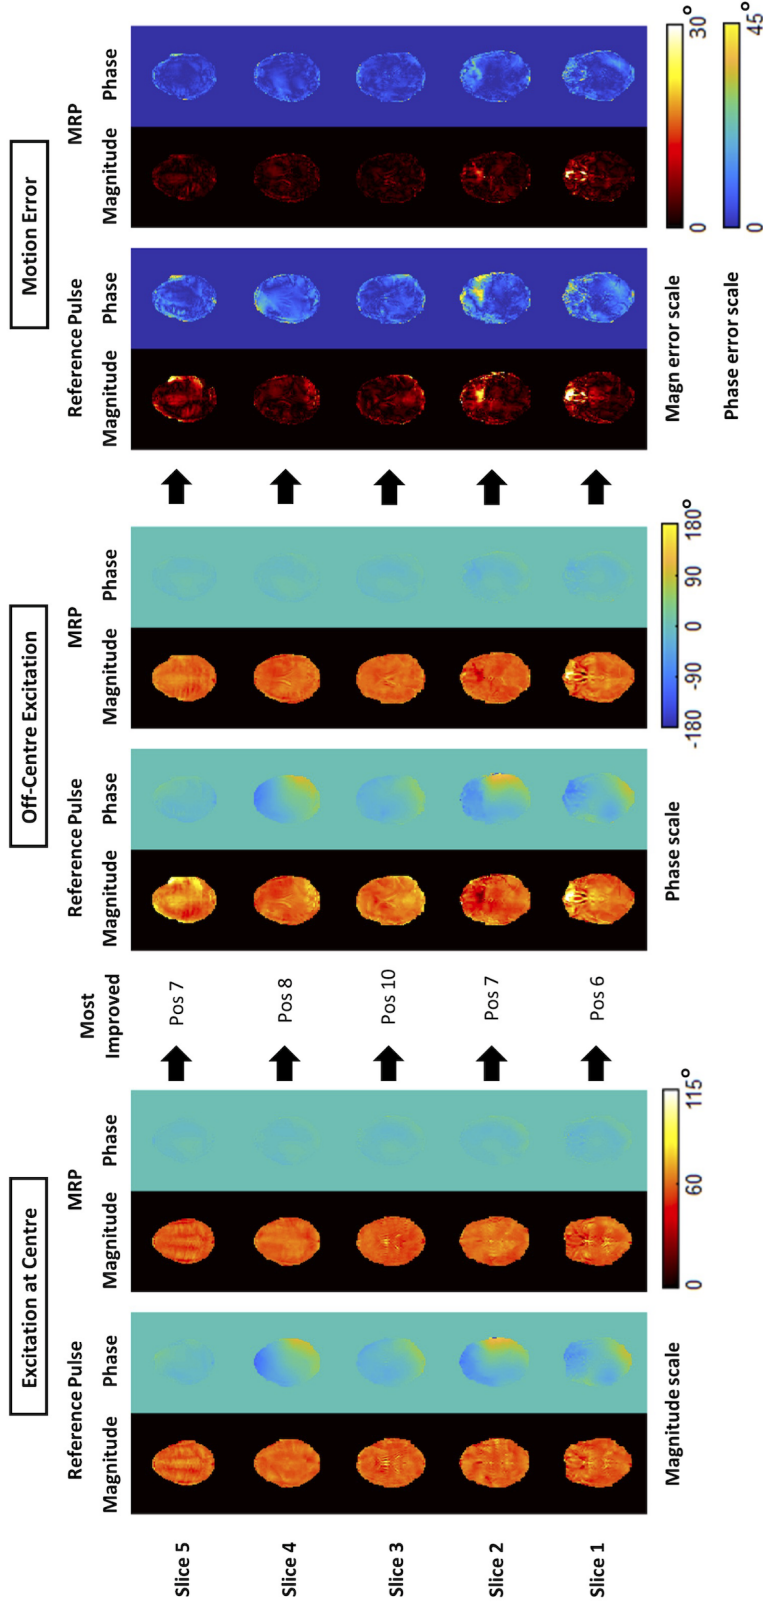 Excitation at Centre
Off-Centre Excitation
Motion Error
Reference Pulse
MRP
Most
Improved
Reference Pulse
MRP
Reference Pulse
MRP
Magnitude
Phase
Magnitude
Phase
Magnitude
Phase
Magnitude
Phase
Magnitude
Phase
Magnitude
Phase
Slice 5
Pos 7
Slice 4
Pos 8
Slice 3
Pos 10
Slice 2
Pos 7
Slice 1
Pos 6
Magnitude scale
0
60
115°
Phase scale
-180
-90
0
90
180°
Magn error scale
0
30°
Phase error scale
0
45°